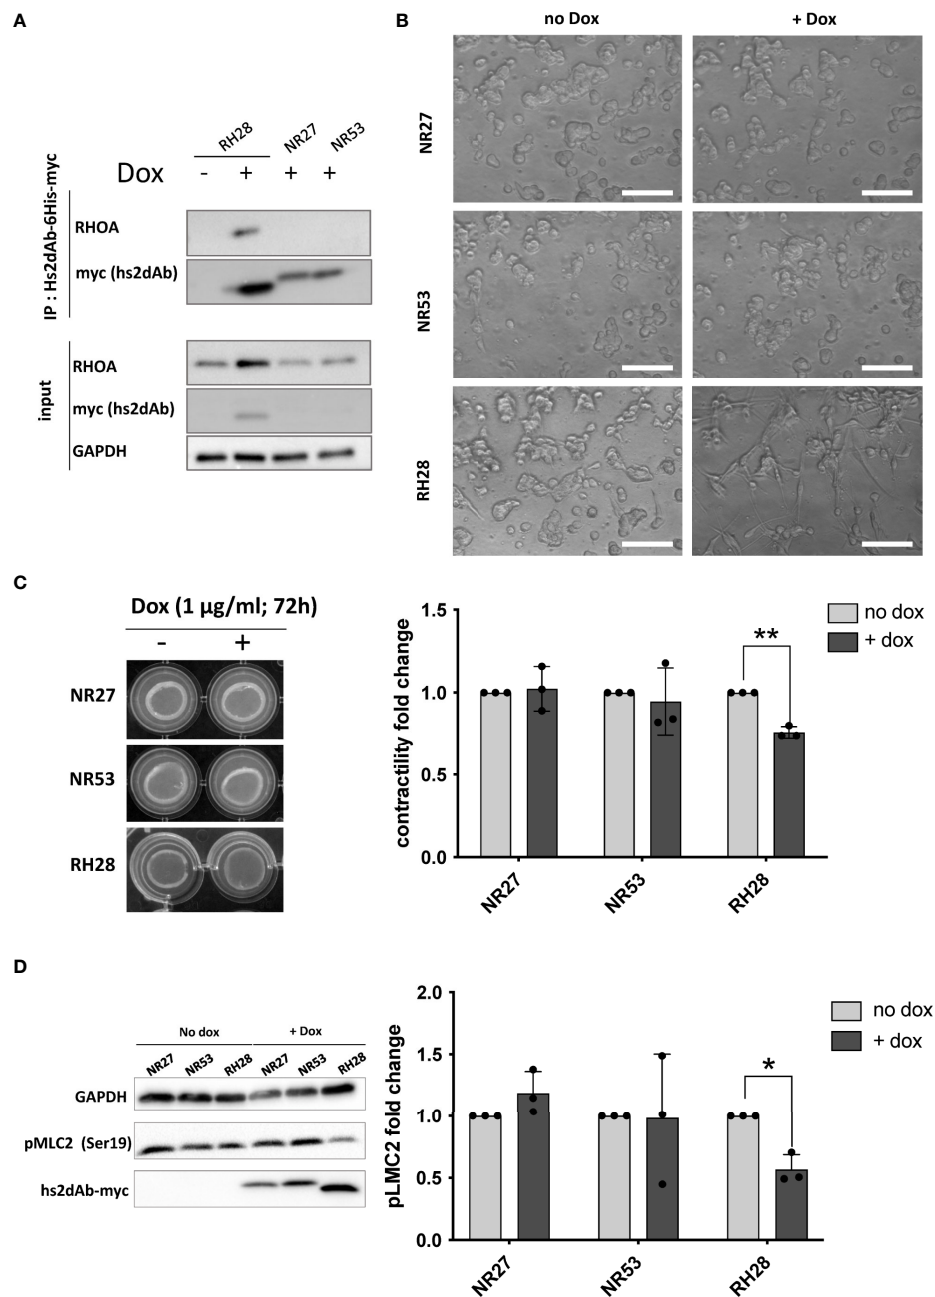 A
RH28
NR27
NR53
Dox
- + + +
IP : Hs2dAb-6His-myc
RHOA
myc (hs2dAb)
input
RHOA
myc (hs2dAb)
GAPDH
B
no Dox
+ Dox
NR27
NR53
RH28
C
Dox (1 µg/ml; 72h)
- +
NR27
NR53
RH28
contractility fold change
1.5
1.0
0.5
0.0
**
no dox
+ dox
NR27
NR53
RH28
D
No dox
+ Dox
NR27
NR53
RH28
NR27
NR53
RH28
GAPDH
pMLC2 (Ser19)
hs2dAb-myc
pLMC2 fold change
2.0
1.5
1.0
0.5
0.0
*
no dox
+ dox
NR27
NR53
RH28